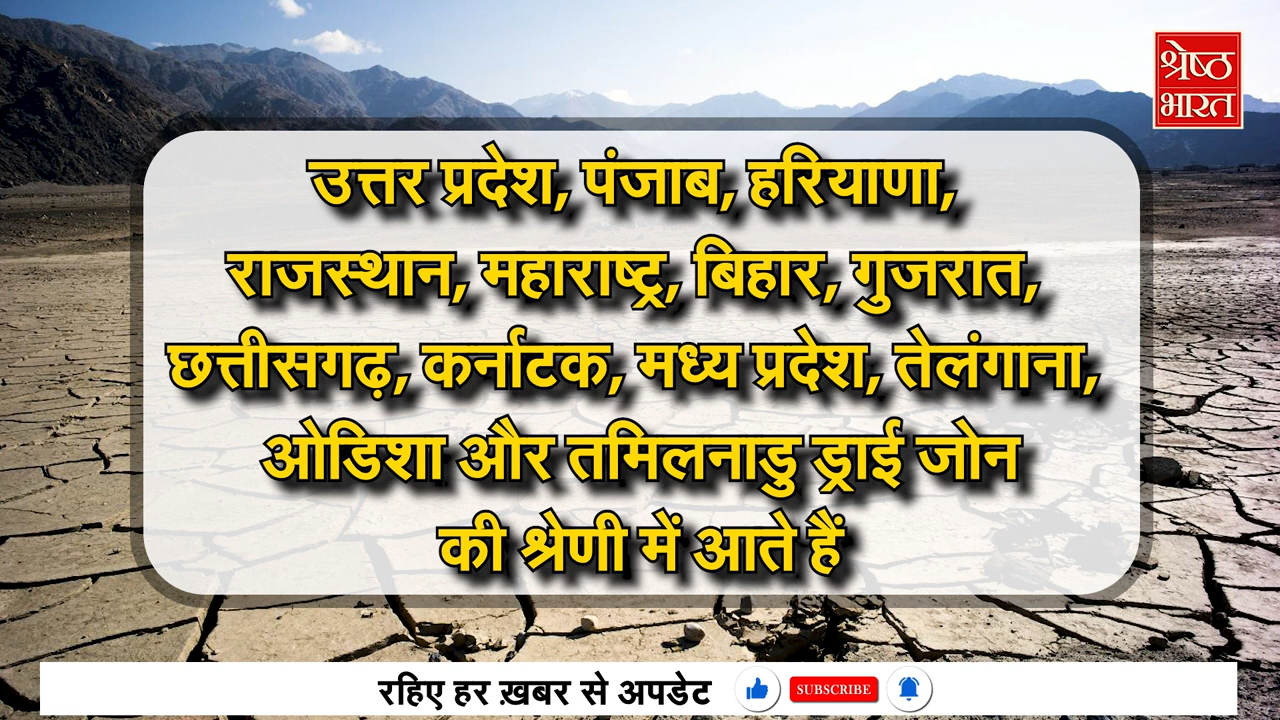 श्रेष्ठ
भारत
उत्तर प्रदेश, पंजाब, हरियाणा,
राजस्थान, महाराष्ट्र, बिहार, गुजरात,
छत्तीसगढ़, कर्नाटक, मध्य प्रदेश, तेलंगाना,
ओडिशा और तमिलनाडु ड्राई जोन
की श्रेणी में आते हैं
रहिए हर ख़बर से अपडेट
SUBSCRIBE